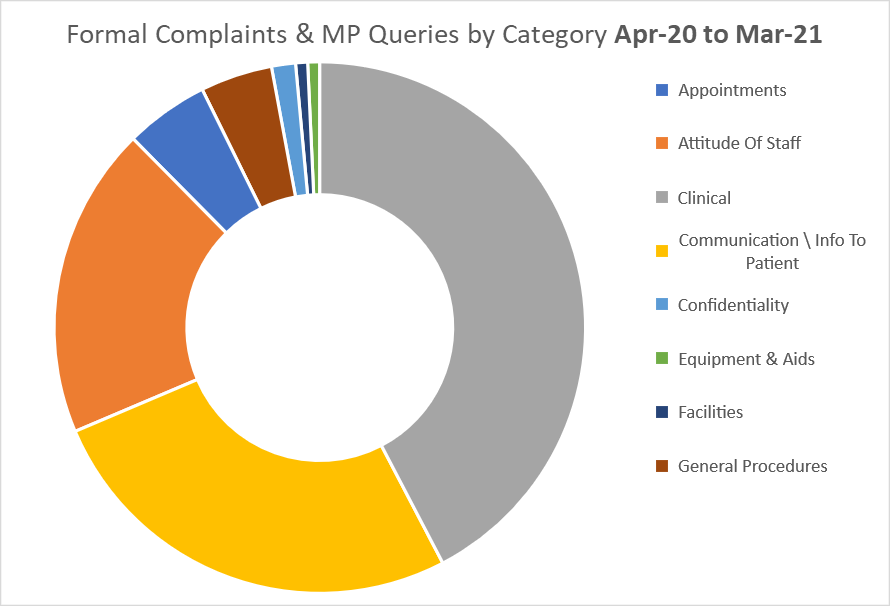 Formal Complaints & MP Queries by Category Apr-20 to Mar-21
Appointments
Attitude Of Staff
Clinical
Communication \ Info To
Patient
Confidentiality
Equipment & Aids
Facilities
General Procedures